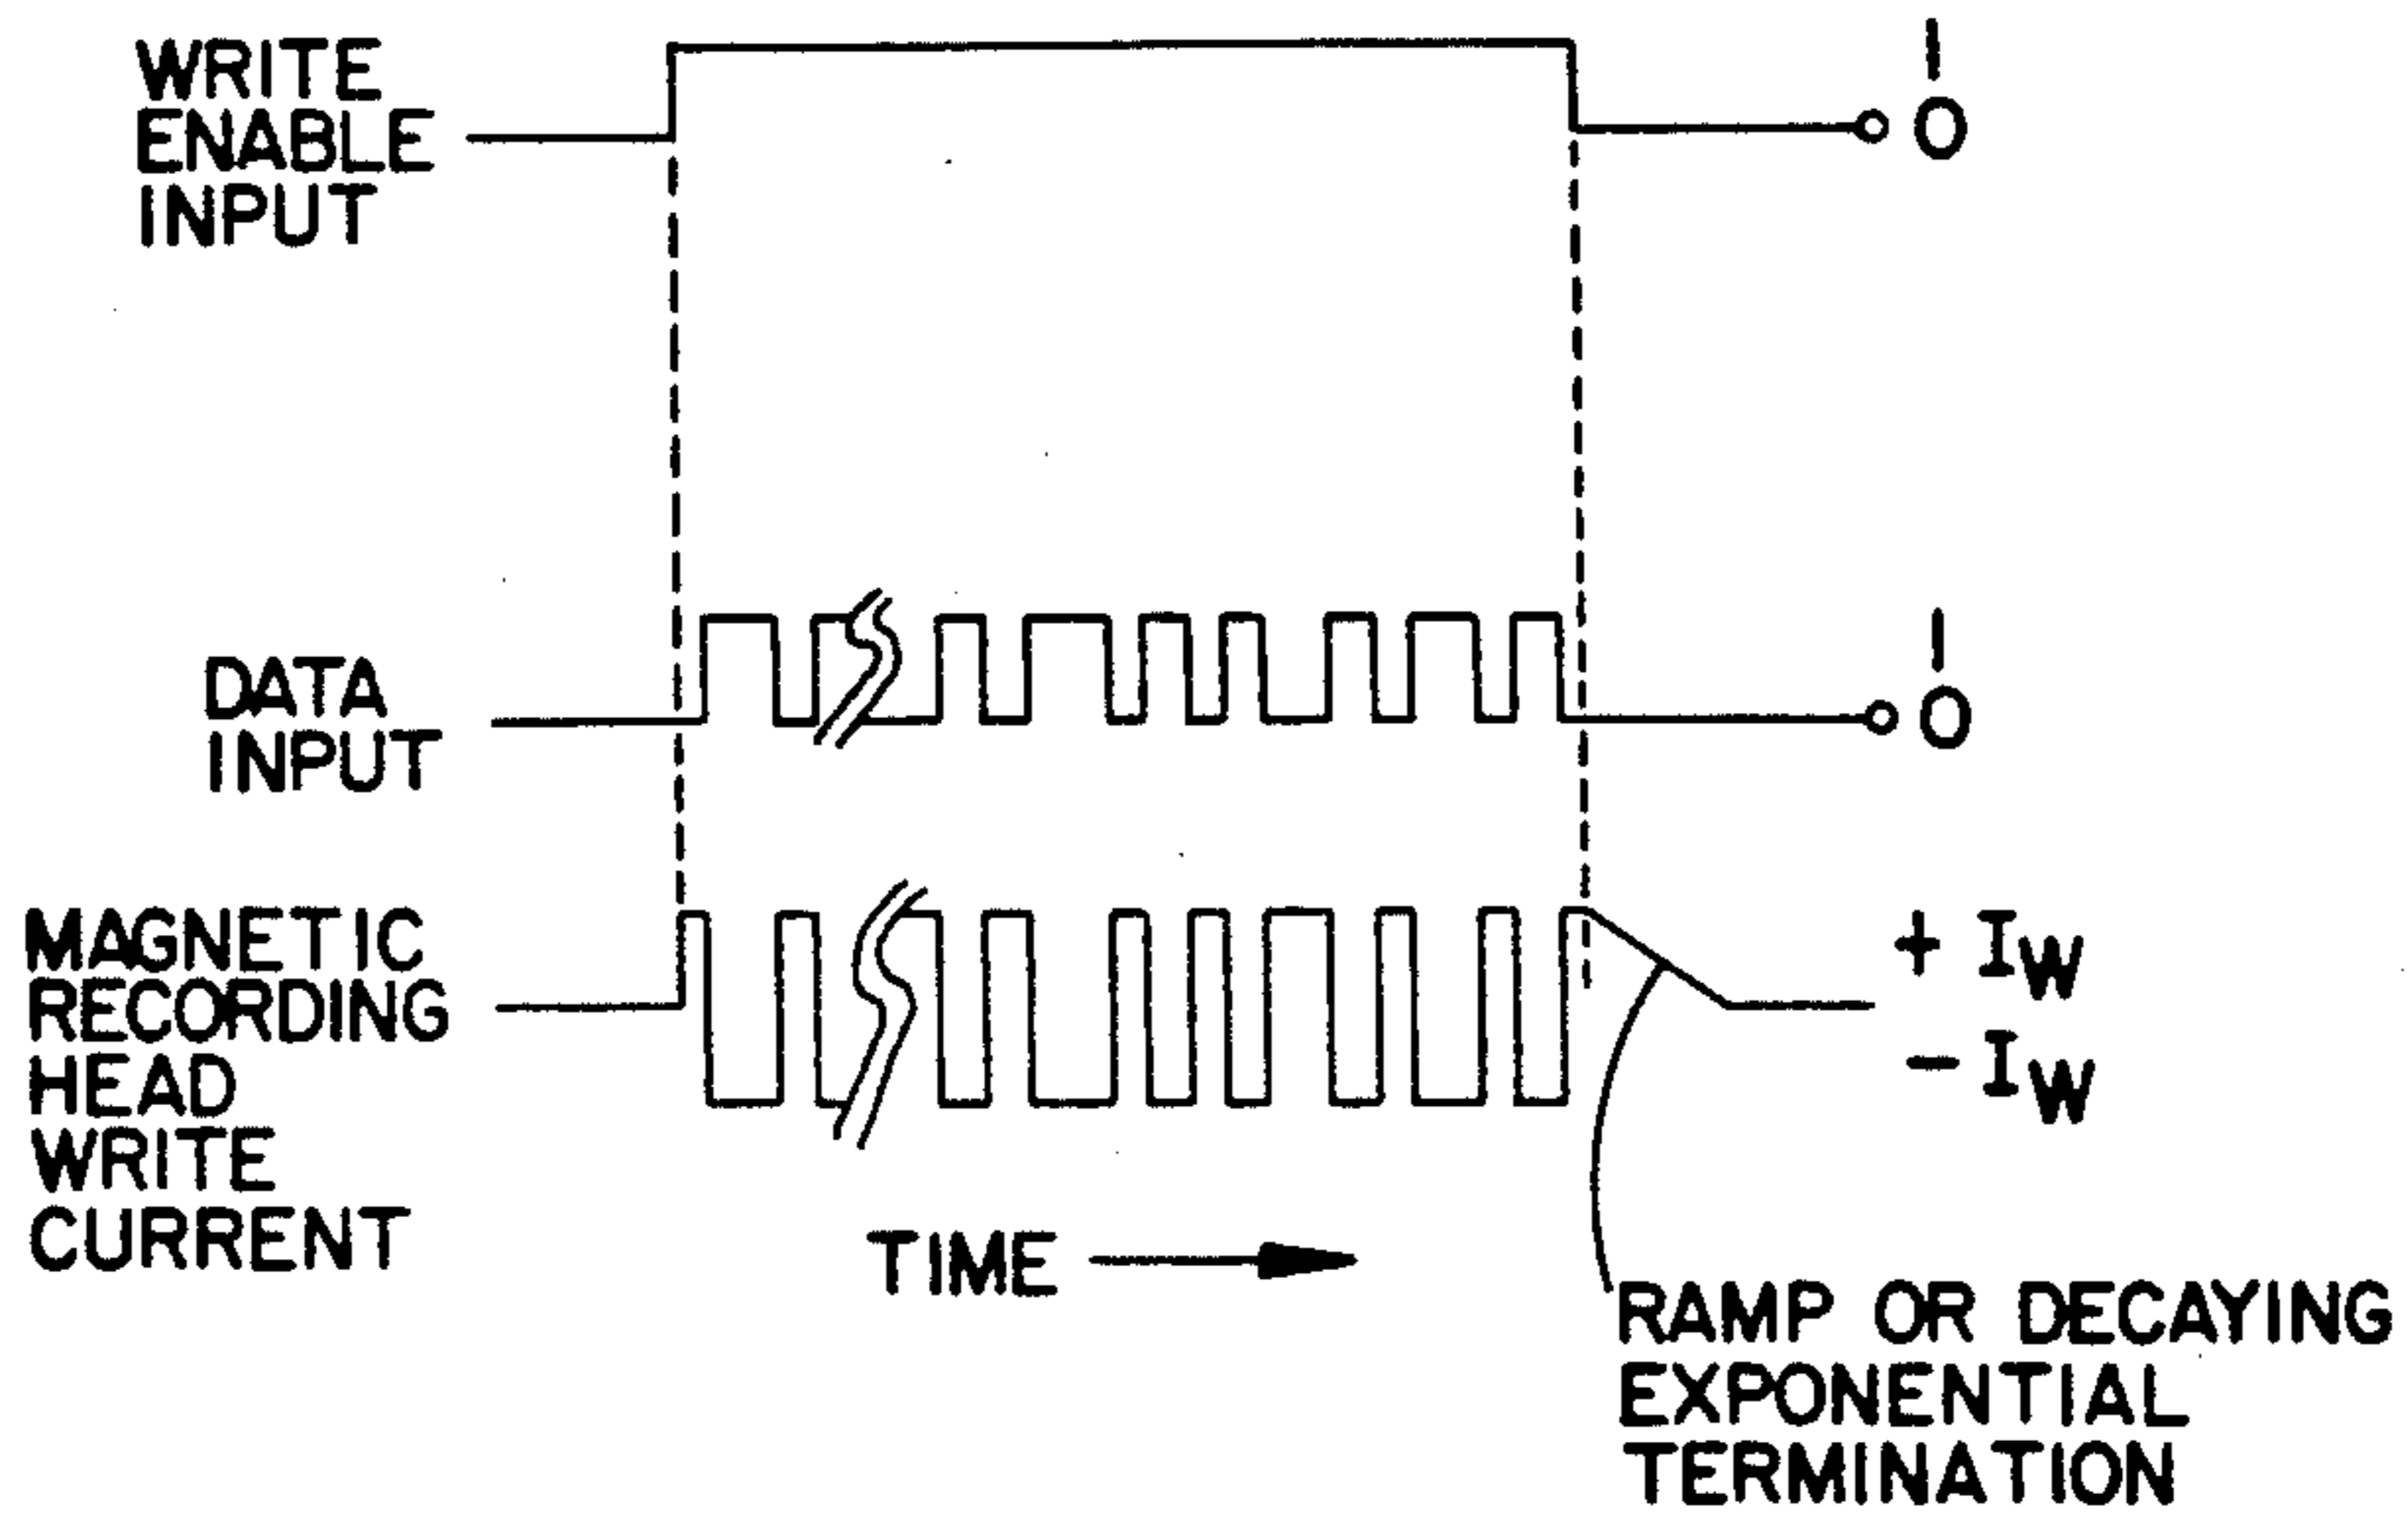 WRITE
ENABLE
INPUT
1
0
DATA
INPUT
1
0
MAGNETIC
RECORDING
HEAD
WRITE
CURRENT
+ IW
- IW
TIME
RAMP OR DECAYING
EXPONENTIAL
TERMINATION